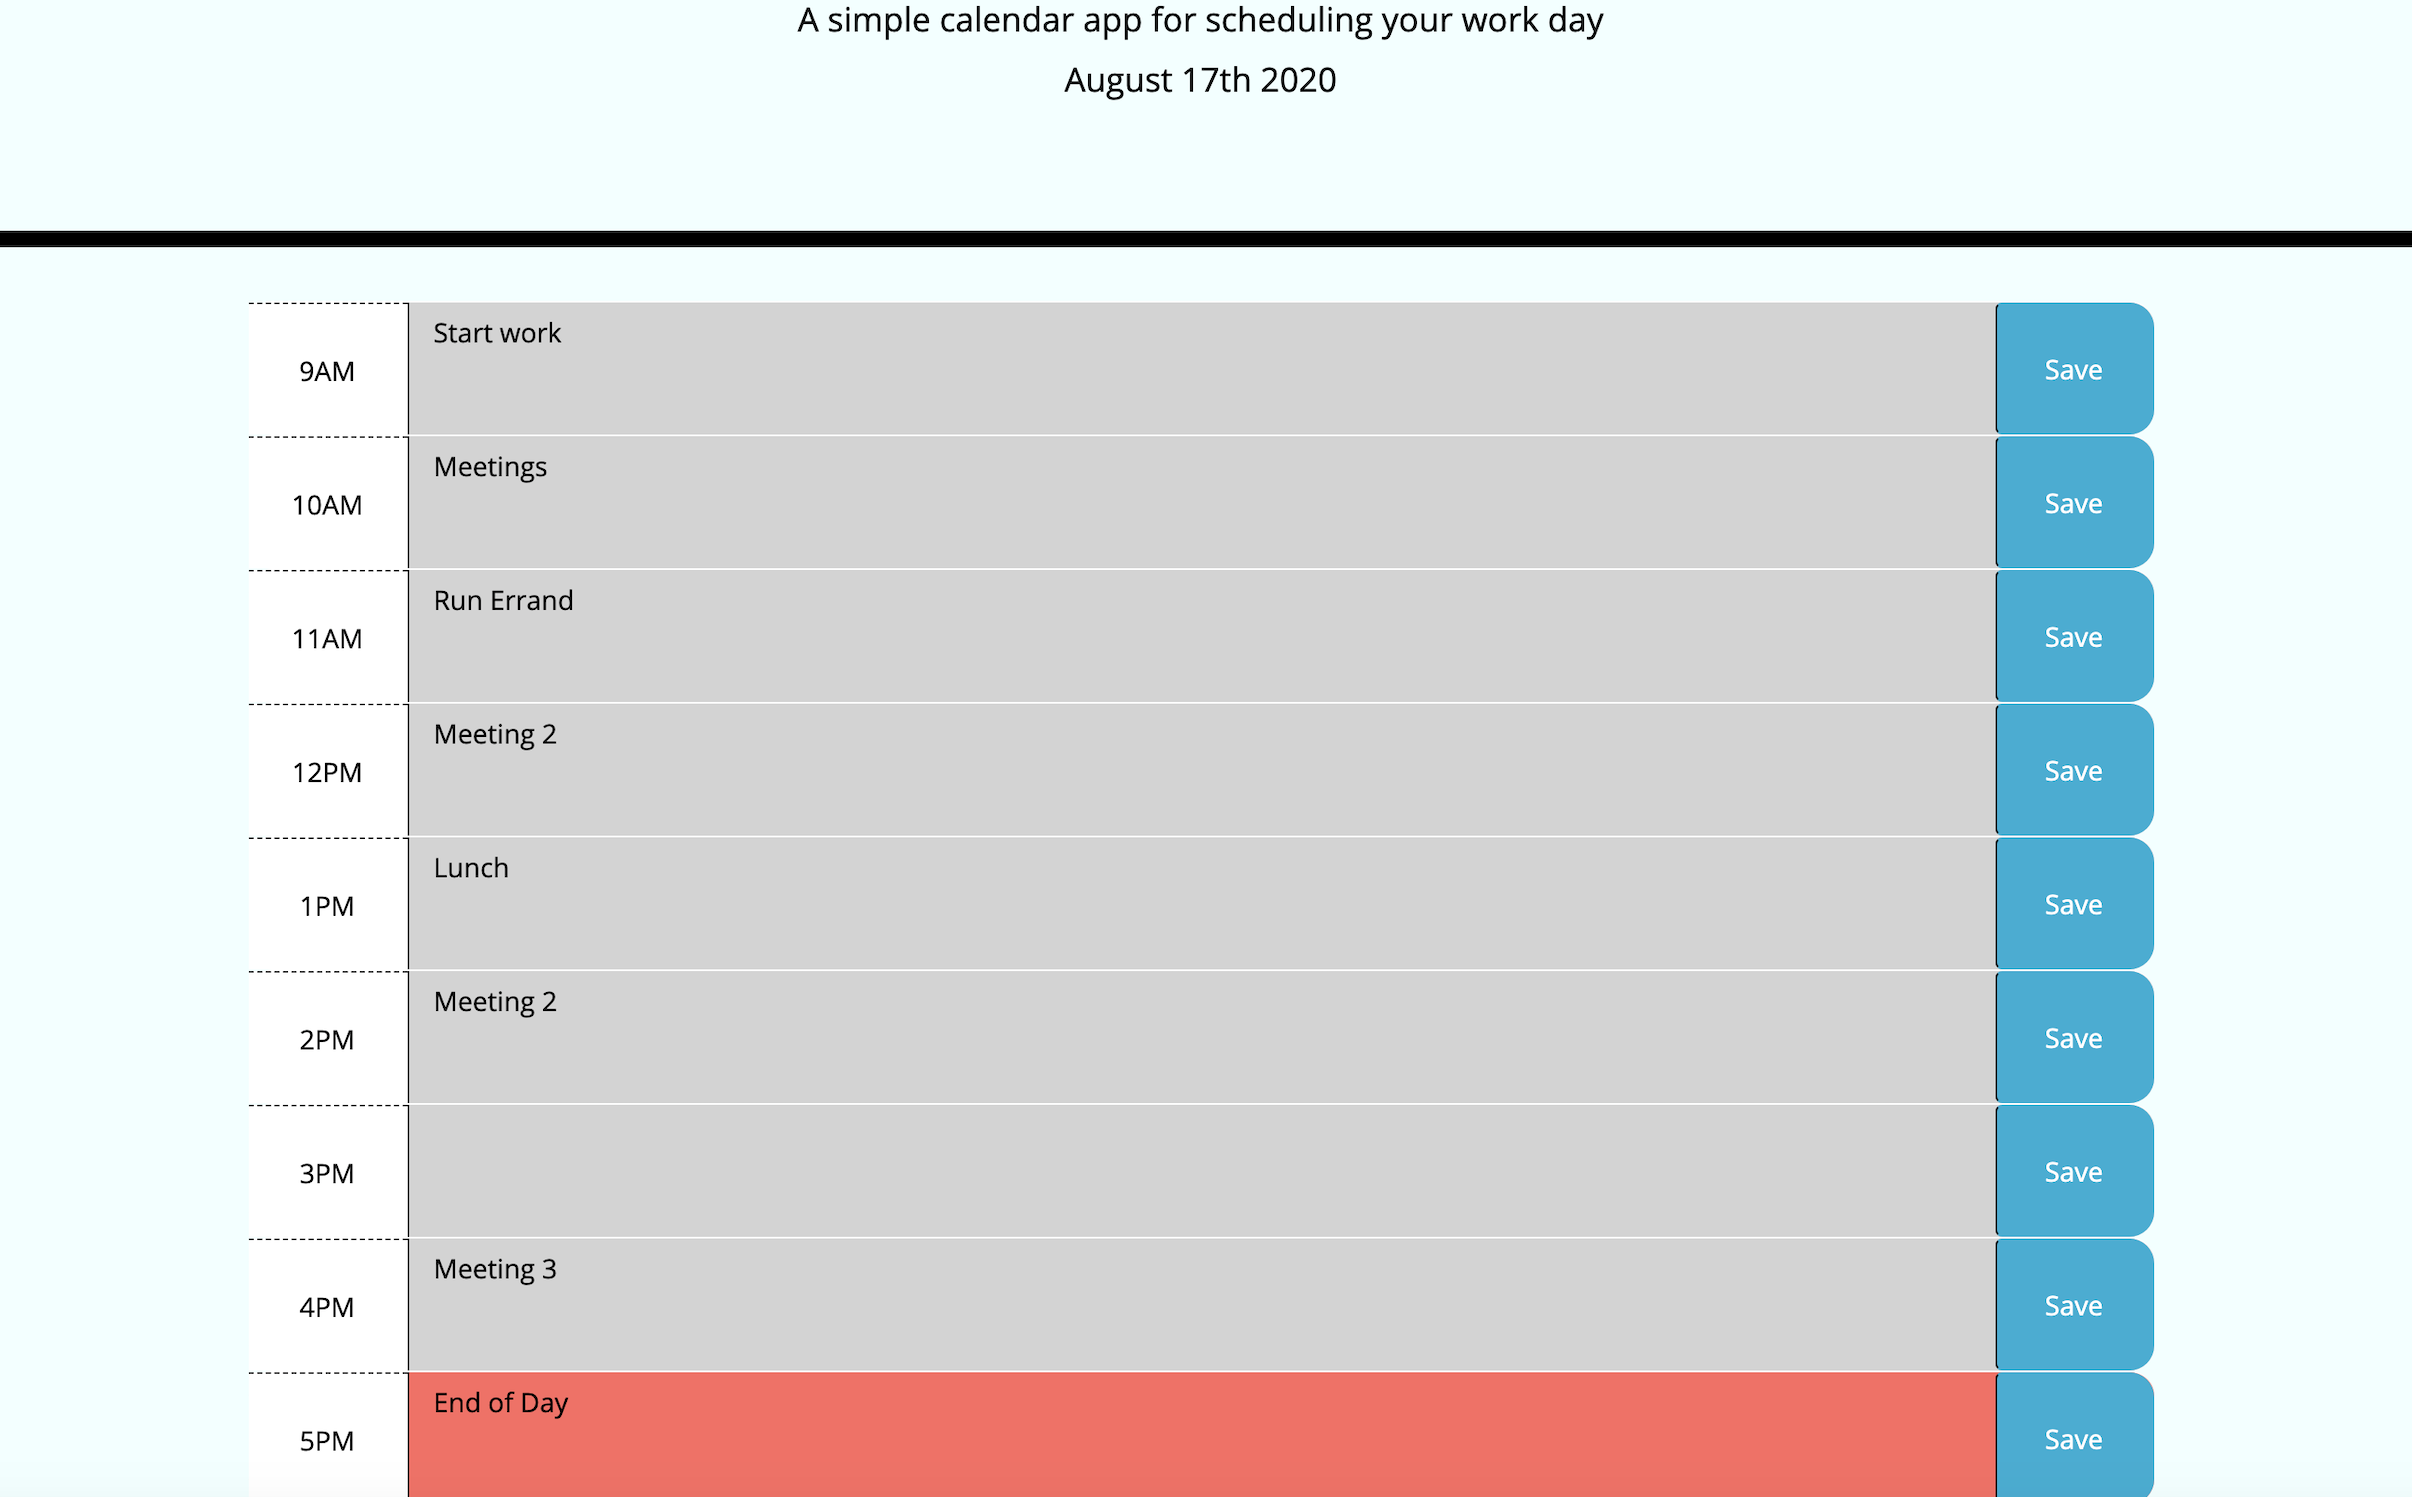 A simple calendar app for scheduling your work day
August 17th 2020
9AM Start work Save
10AM Meetings Save
11AM Run Errand Save
12PM Meeting 2 Save
1PM Lunch Save
2PM Meeting 2 Save
3PM Save
4PM Meeting 3 Save
5PM End of Day Save